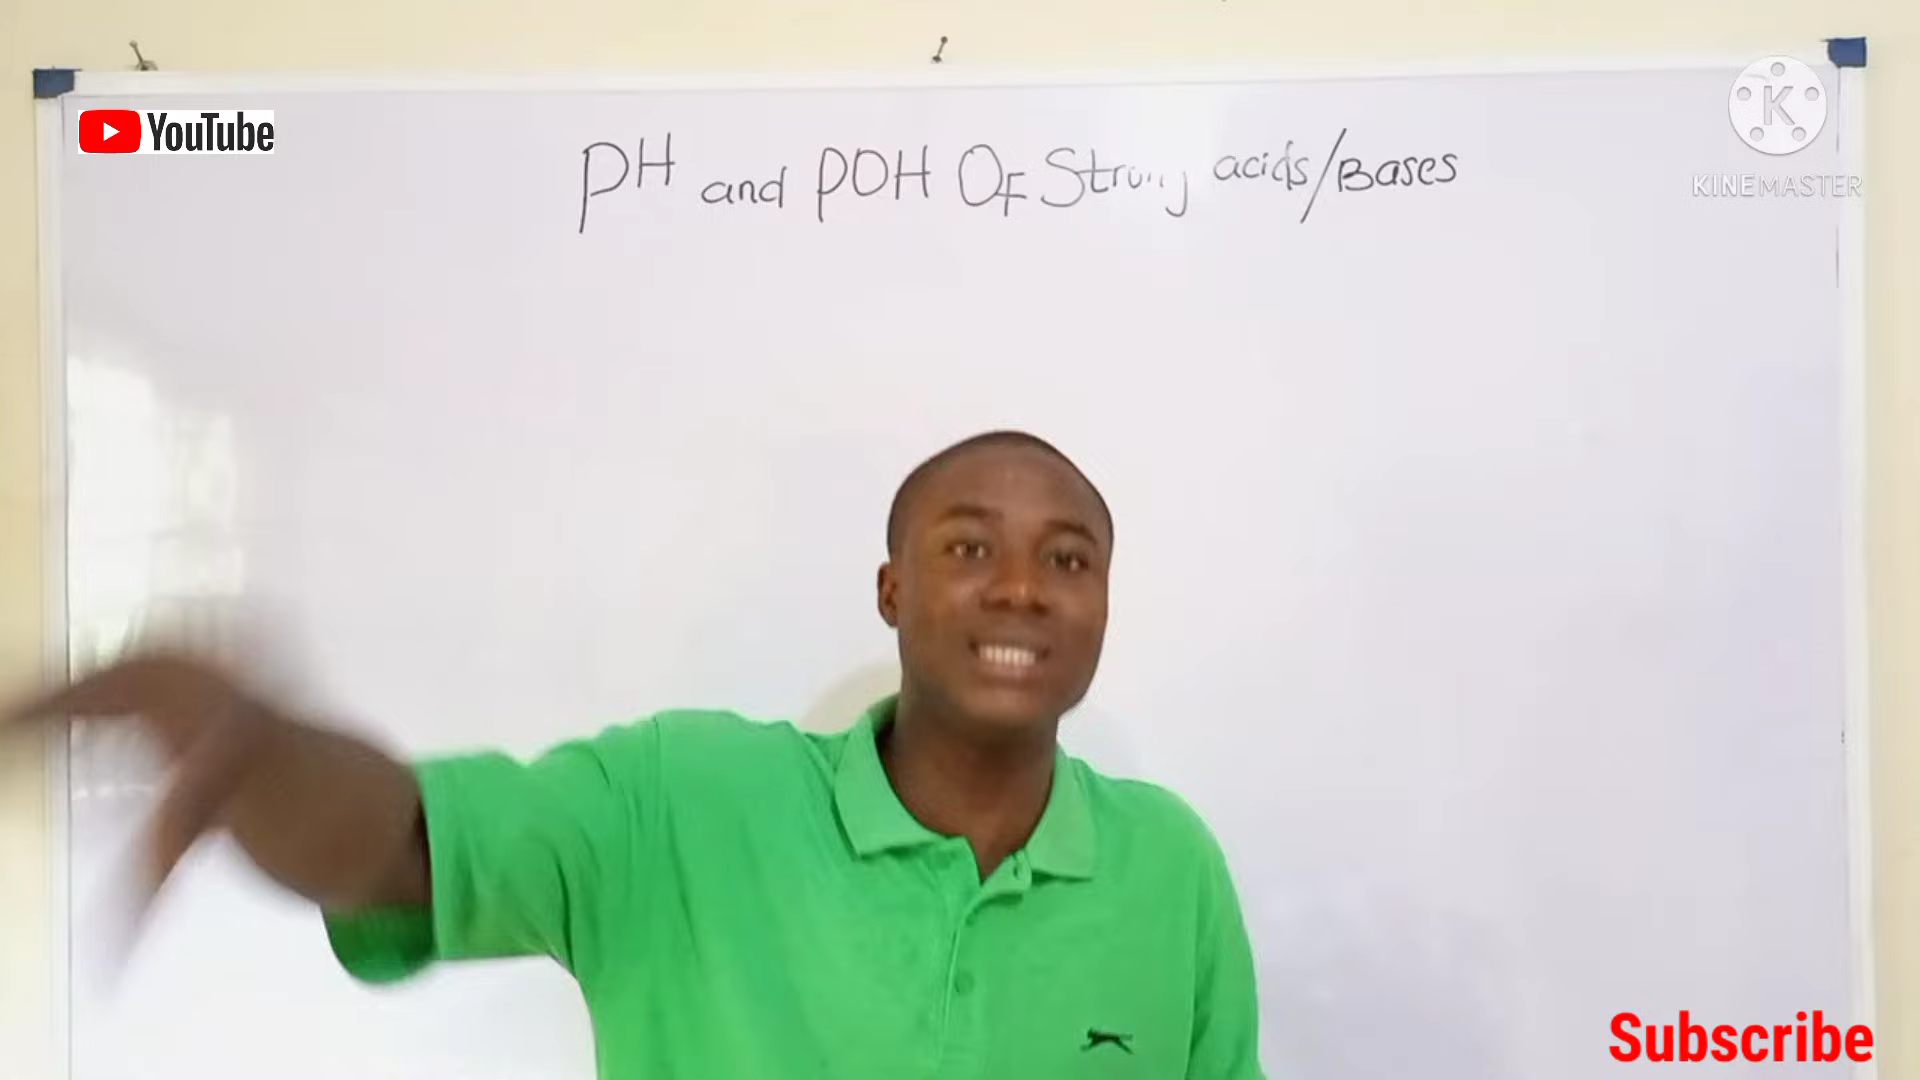 YouTube
PH and POH OF Strong acids/Bases
K
KINEMASTER
Subscribe